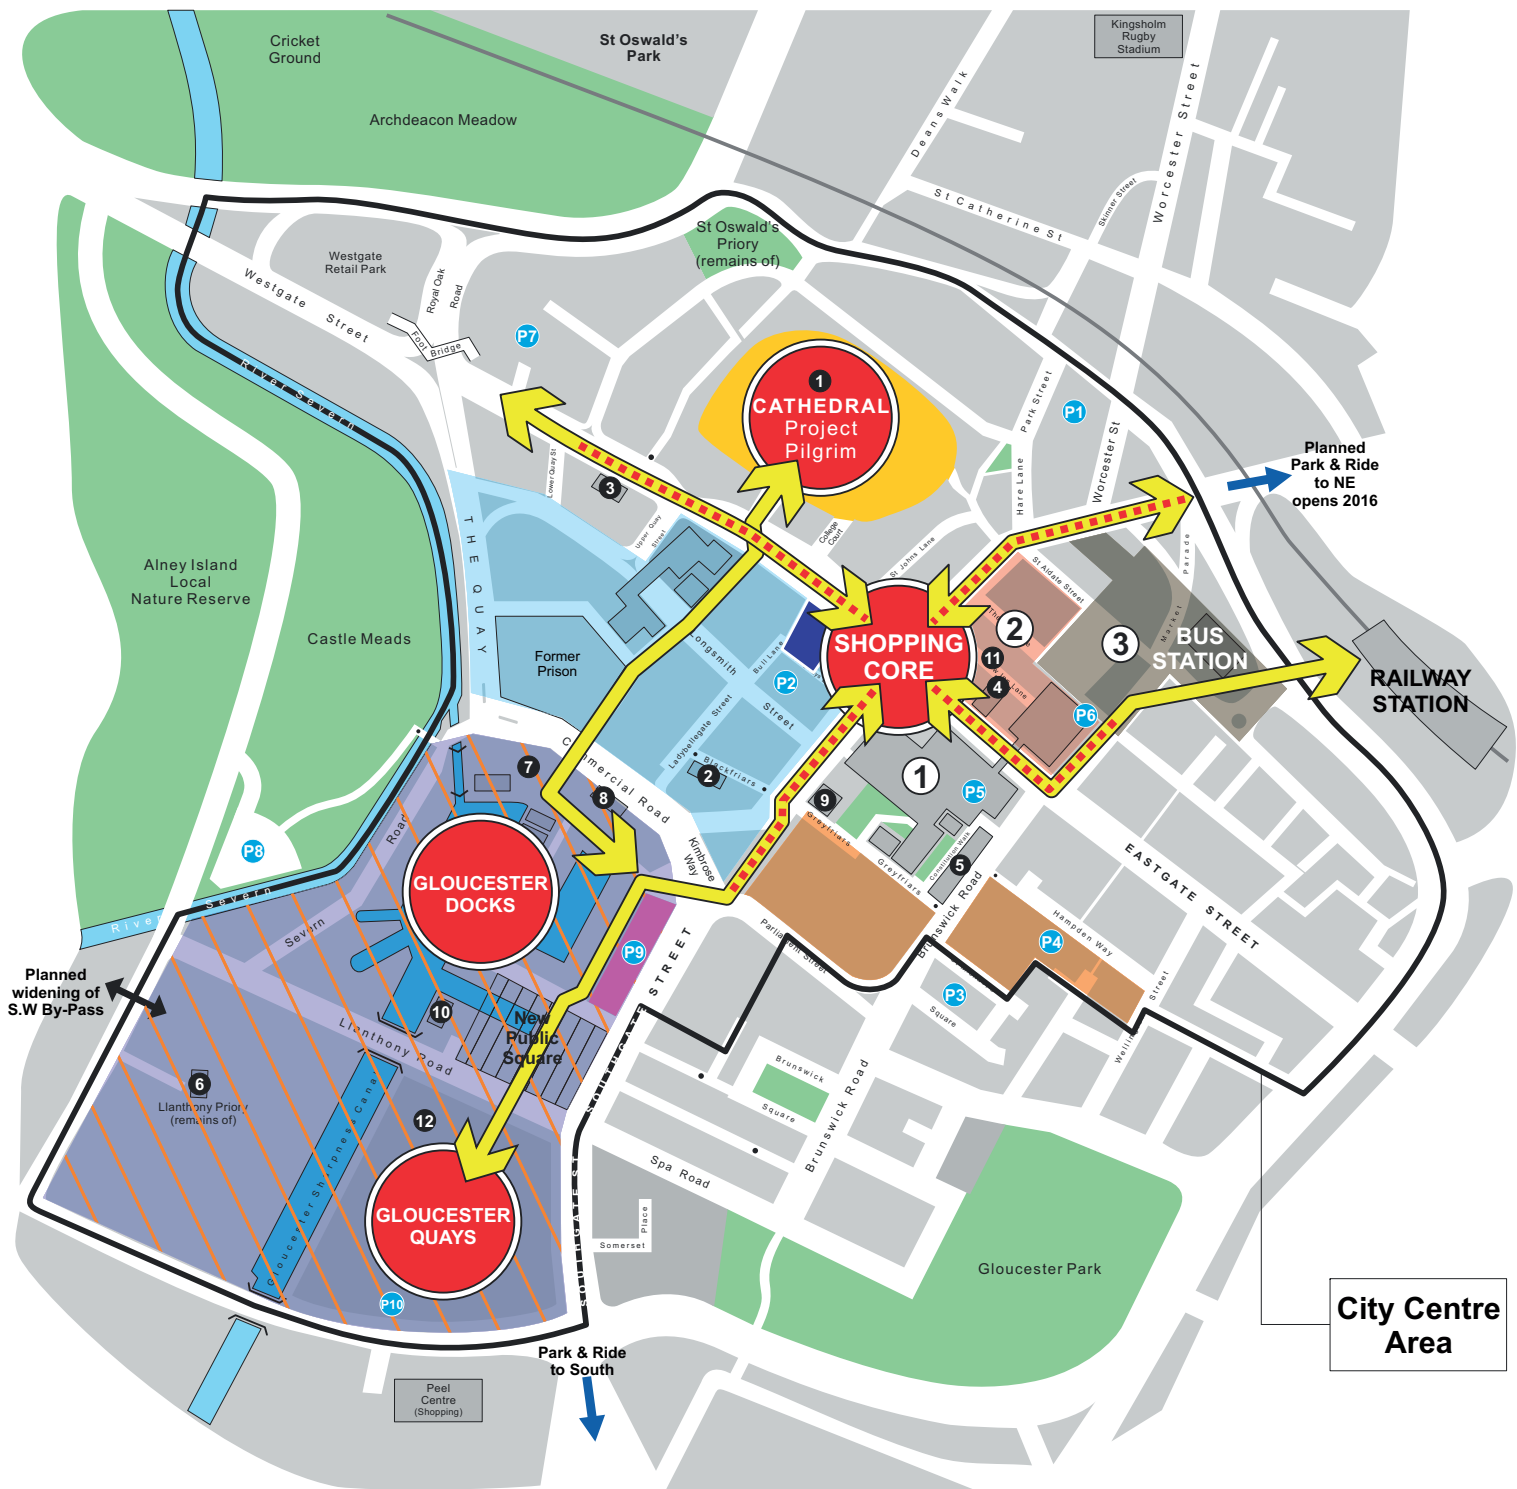 Cricket
Ground
St Oswald's
Park
Kingsholm
Rugby
Stadium
Archdeacon Meadow
Deans Walk
Worcester Street
Skinner Street
St Catherine St
St Oswald's
Priory
(remains of)
Westgate
Retail Park
Royal Oak
Road
Westgate Street
Foot
Bridge
P7
River Severn
1
CATHEDRAL
Project
Pilgrim
Park Street
P1
Hare Lane
Worcester St
Planned
Park & Ride
to NE
opens 2016
Lower Quay St
3
Upper Quay
Street
College
Court
St Johns Lane
THE QUAY
St Aldate Street
Parade
Market
Alney Island
Local
Nature Reserve
Castle Meads
Former
Prison
Longsmith
Street
Bull Lane
P2
SHOPPING
CORE
2
11
4
3
BUS
STATION
RAILWAY
STATION
P6
Ladybellegate Street
Blackfriars
2
Commercial Road
7
8
1
P5
9
Greyfriars
Greyfriars
Constitution Walk
5
Kimbrose
Way
Road
P8
GLOUCESTER
DOCKS
EASTGATE STREET
River
Severn
Severn
Brunswick Road
Hampden Way
P4
Parliament Street
P9
SOUTHGATE STREET
P3
Square
Street
Planned
widening of
S.W By-Pass
10
New
Public
Square
Llanthony Road
6
Llanthony Priory
(remains of)
12
Gloucester Sharpness Canal
Brunswick
Square
Brunswick Road
Spa Road
GLOUCESTER
QUAYS
Somerset
Place
SOUTHGATE ST
Gloucester Park
P10
City Centre
Area
Park & Ride
to South
Peel
Centre
(Shopping)